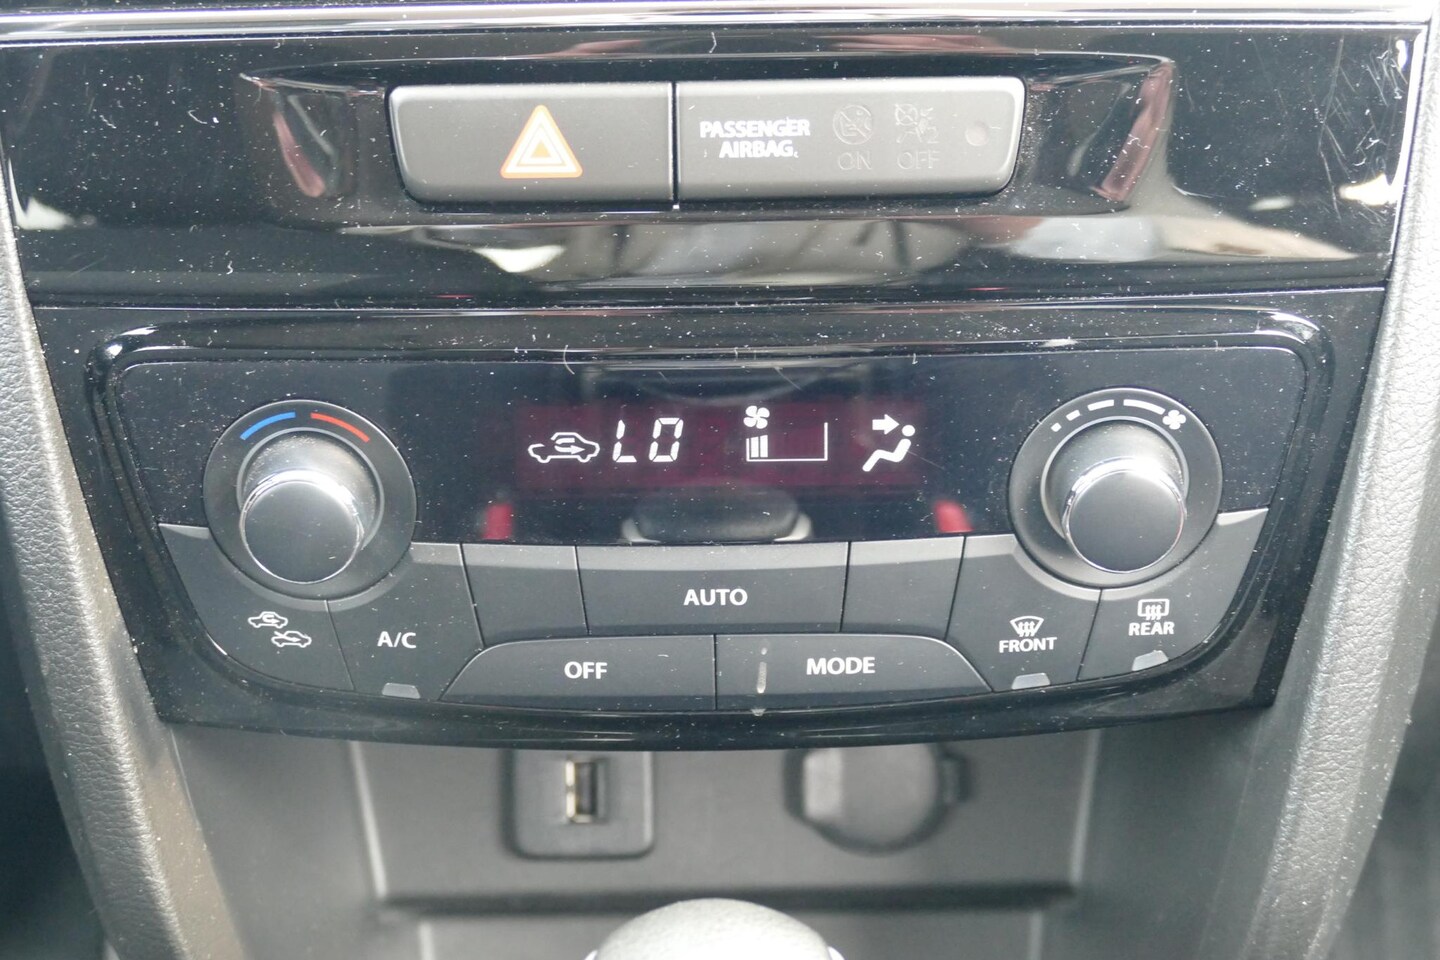 PASSENGER
AIRBAG
ON OFF
LO
AUTO
A/C
FRONT
REAR
OFF
MODE